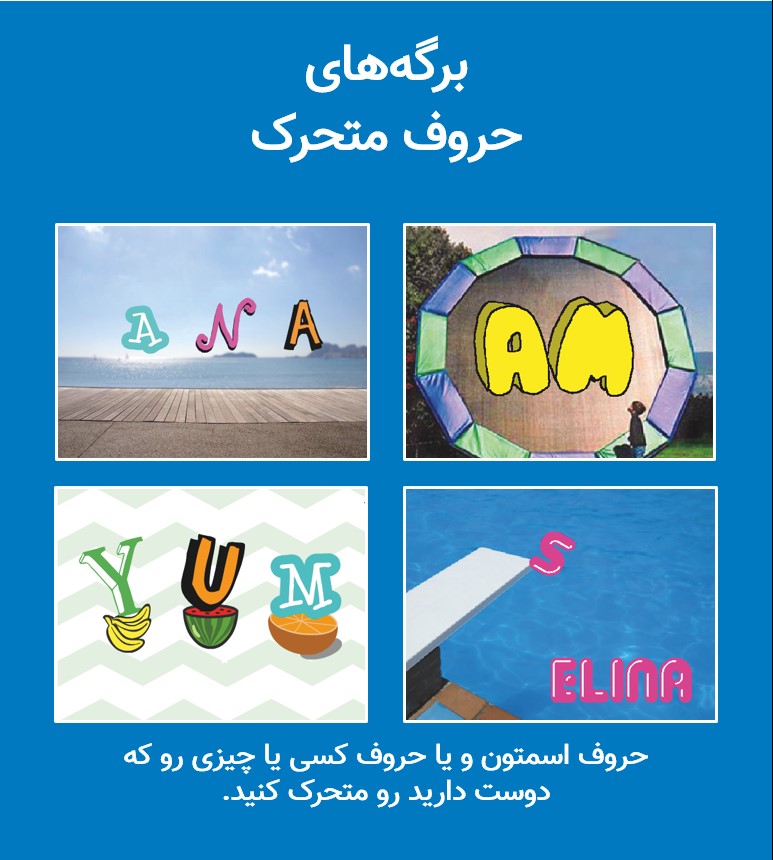 برگه‌های
حروف متحرک
ANA
AM
YUM
S
ELINA
حروف اسمتون و یا حروف کسی یا چیزی رو که
دوست دارید رو متحرک کنید.